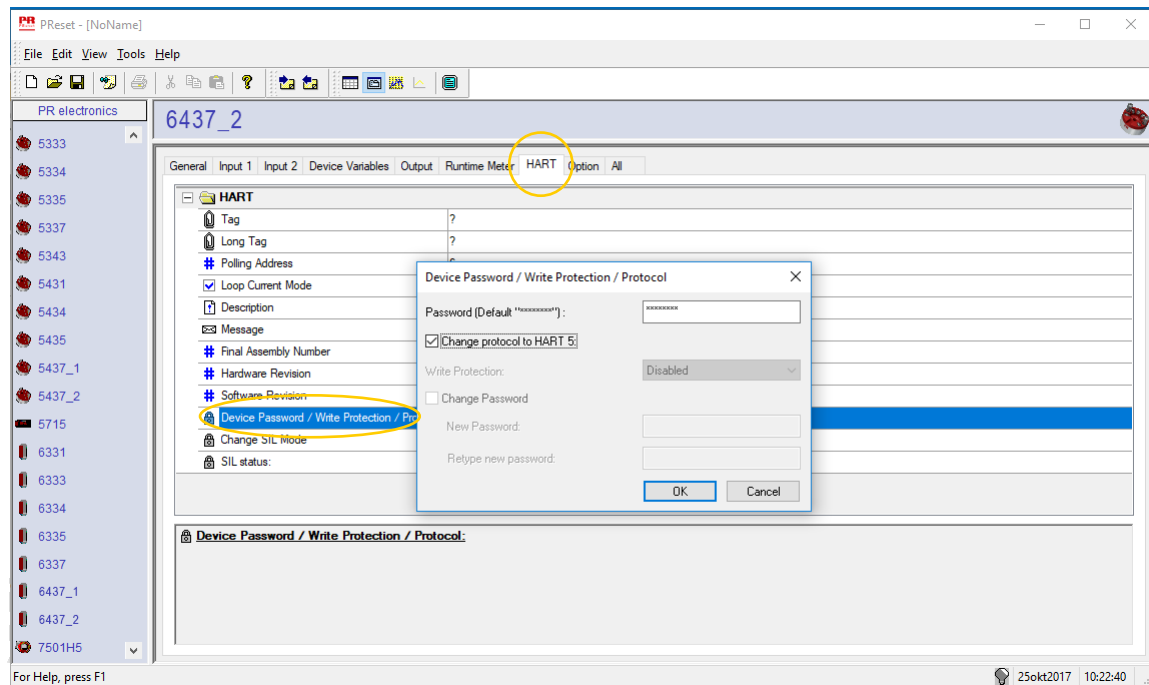 PR PReset - [NoName]
File Edit View Tools Help
PR electronics
6437_2
5333
5334
5335
5337
5343
5431
5434
5435
5437_1
5437_2
5715
6331
6333
6334
6335
6337
6437_1
6437_2
7501H5
General Input 1 Input 2 Device Variables Output Runtime Meter HART Option All
HART
Tag ?
Long Tag ?
Polling Address
Loop Current Mode
Description
Message
Final Assembly Number
Hardware Revision
Software Revision
Device Password / Write Protection / Pro
Change SIL Mode
SIL status:
Device Password / Write Protection / Protocol
Password (Default "********") : ********
Change protocol to HART 5:
Write Protection: Disabled
Change Password
New Password:
Retype new password:
OK Cancel
Device Password / Write Protection / Protocol:
For Help, press F1 25okt2017 10:22:40